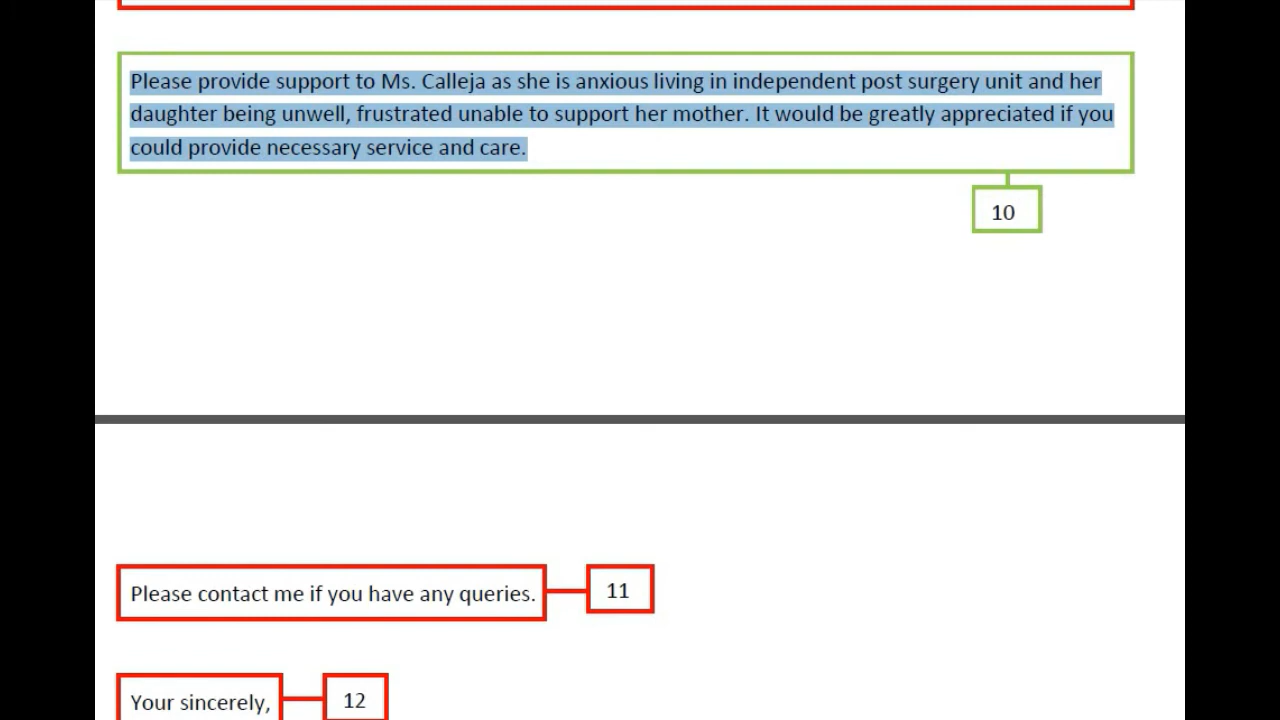 Please provide support to Ms. Calleja as she is anxious living in independent post surgery unit and her
daughter being unwell, frustrated unable to support her mother. It would be greatly appreciated if you
could provide necessary service and care.
10
Please contact me if you have any queries.
11
Your sincerely,
12